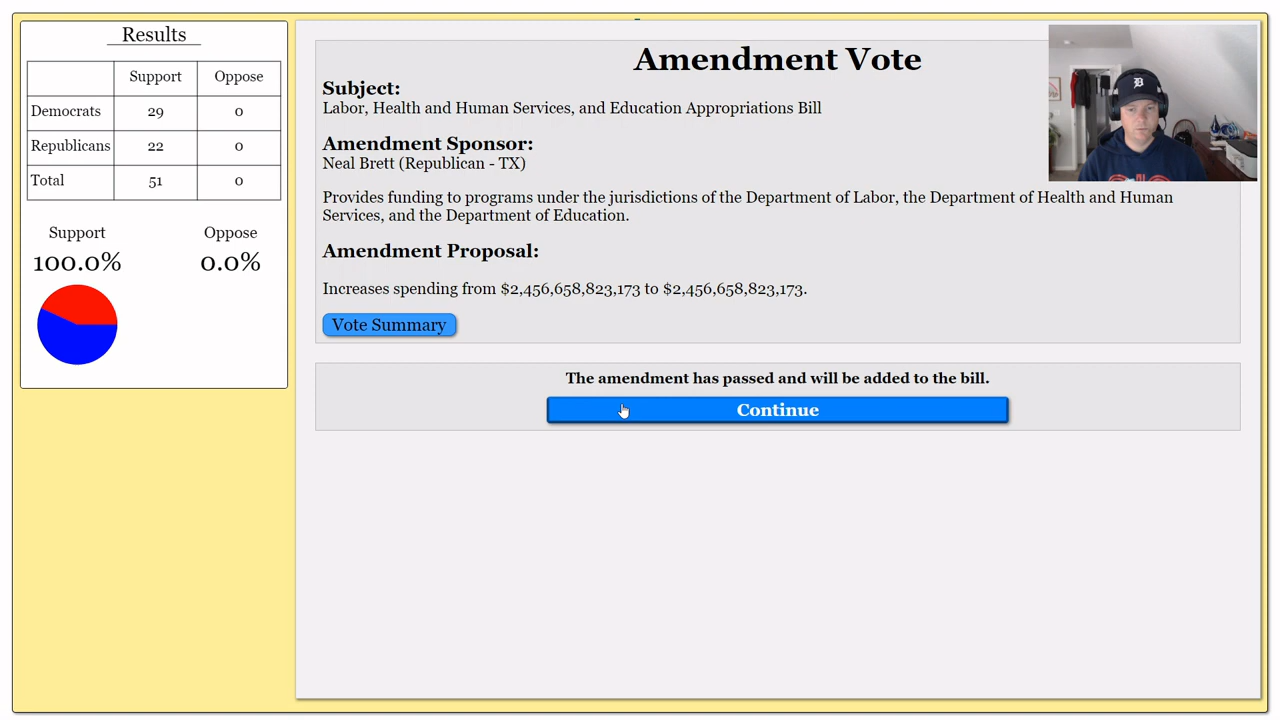 Results
Support Oppose
Democrats 29 0
Republicans 22 0
Total 51 0
Support Oppose
100.0% 0.0%
Amendment Vote
Subject:
Labor, Health and Human Services, and Education Appropriations Bill
Amendment Sponsor:
Neal Brett (Republican - TX)
Provides funding to programs under the jurisdictions of the Department of Labor, the Department of Health and Human
Services, and the Department of Education.
Amendment Proposal:
Increases spending from $2,456,658,823,173 to $2,456,658,823,173.
Vote Summary
The amendment has passed and will be added to the bill.
Continue